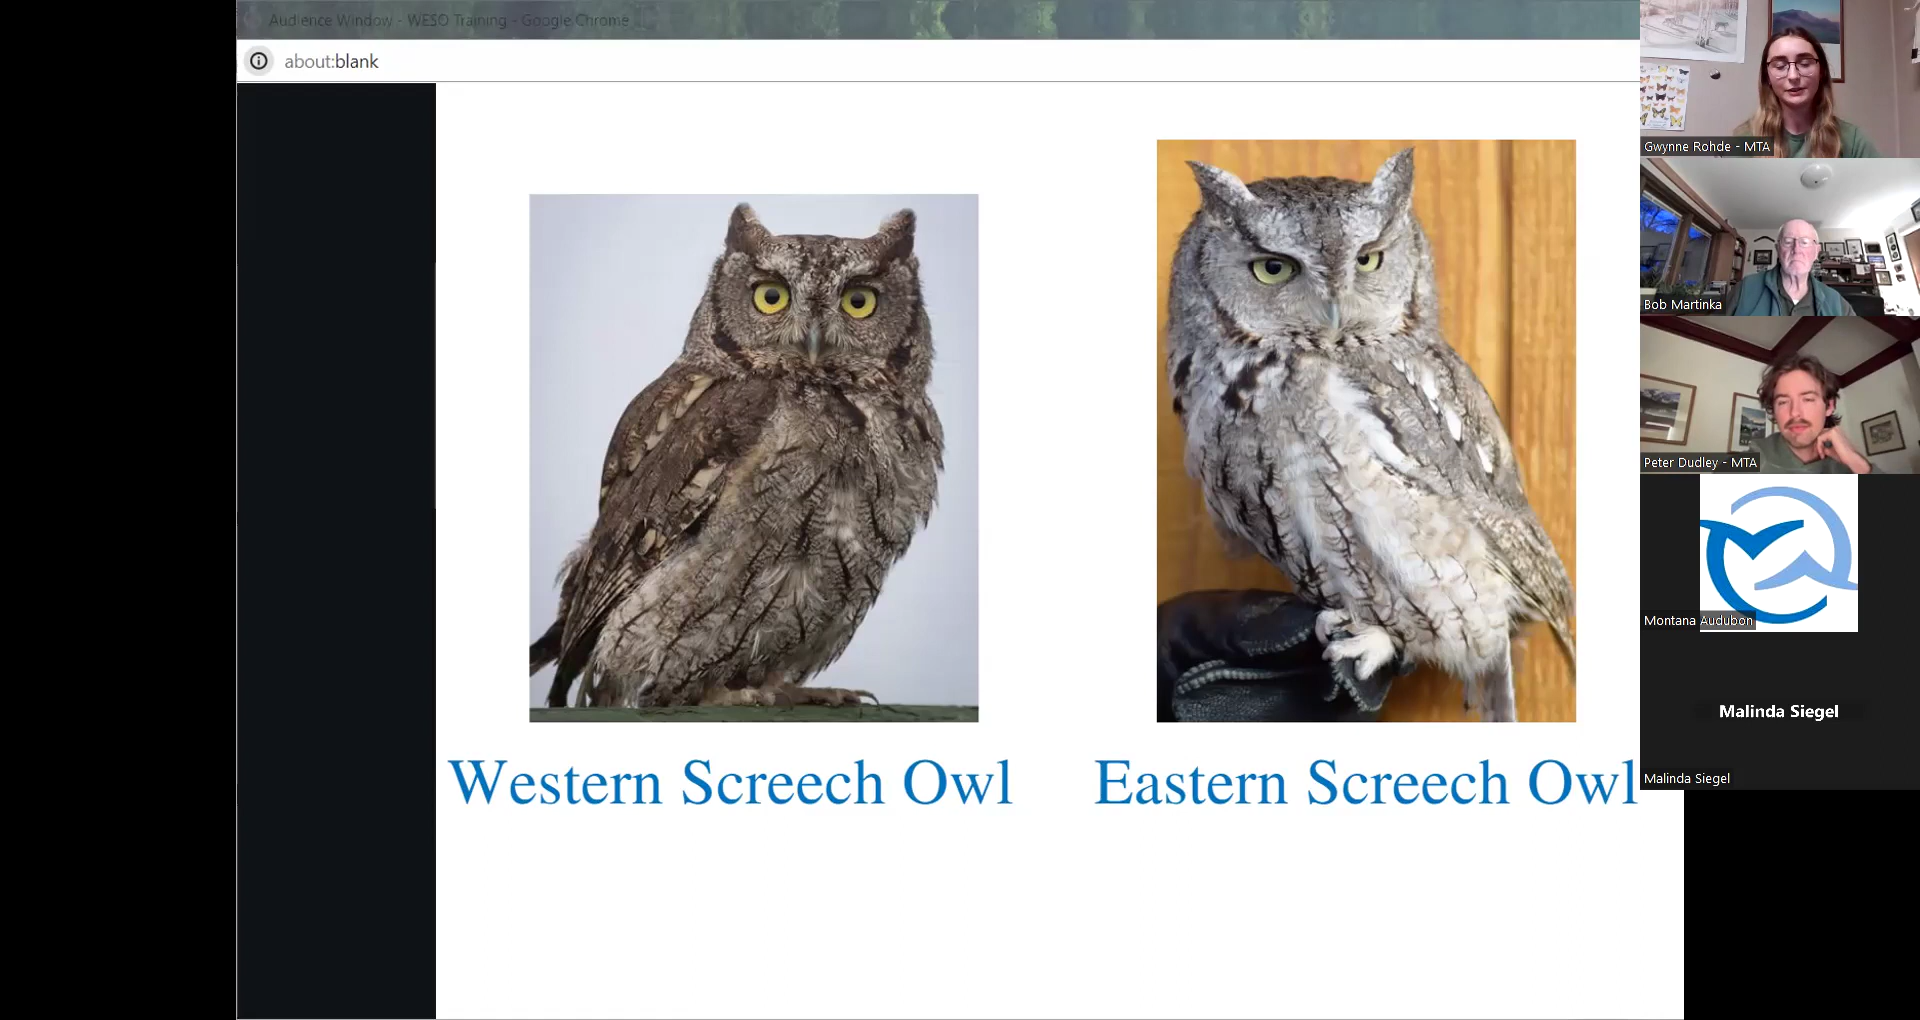 Audience Window - WESO Training - Google Chrome
about:blank
Western Screech Owl
Eastern Screech Owl
Gwynne Rohde - MTA
Bob Martinka
Peter Dudley - MTA
Montana Audubon
Malinda Siegel
Malinda Siegel